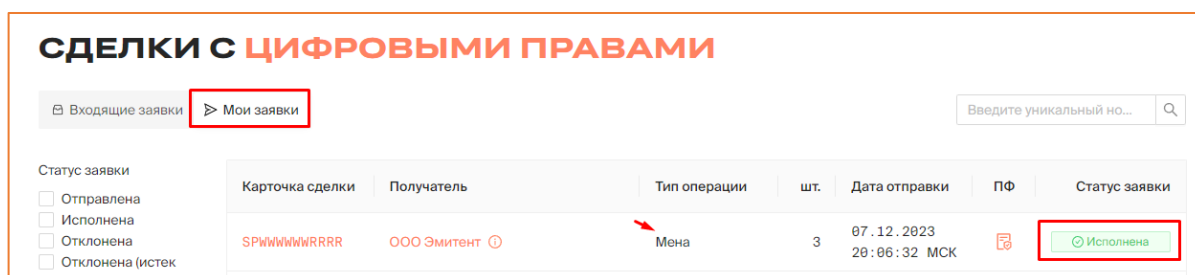 СДЕЛКИ С ЦИФРОВЫМИ ПРАВАМИ
Входящие заявки
Мои заявки
Введите уникальный но...
Статус заявки
Отправлена
Исполнена
Отклонена
Отклонена (истек
Карточка сделки Получатель Тип операции шт. Дата отправки ПФ Статус заявки
SPWWWWWWRRRR ООО Эмитент Мена 3 07.12.2023 Исполнена
20:06:32 МСК